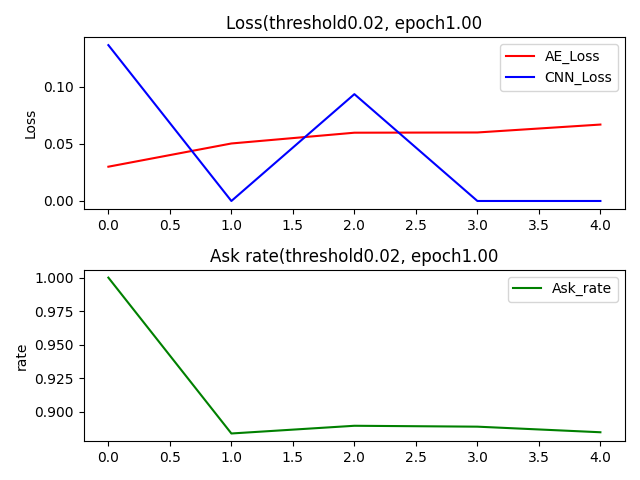 Loss(threshold0.02, epoch1.00
0.10
0.05
0.00
Loss
AE_Loss
CNN_Loss
0.0 0.5 1.0 1.5 2.0 2.5 3.0 3.5 4.0
Ask rate(threshold0.02, epoch1.00
1.000
0.975
0.950
0.925
0.900
rate
Ask_rate
0.0 0.5 1.0 1.5 2.0 2.5 3.0 3.5 4.0